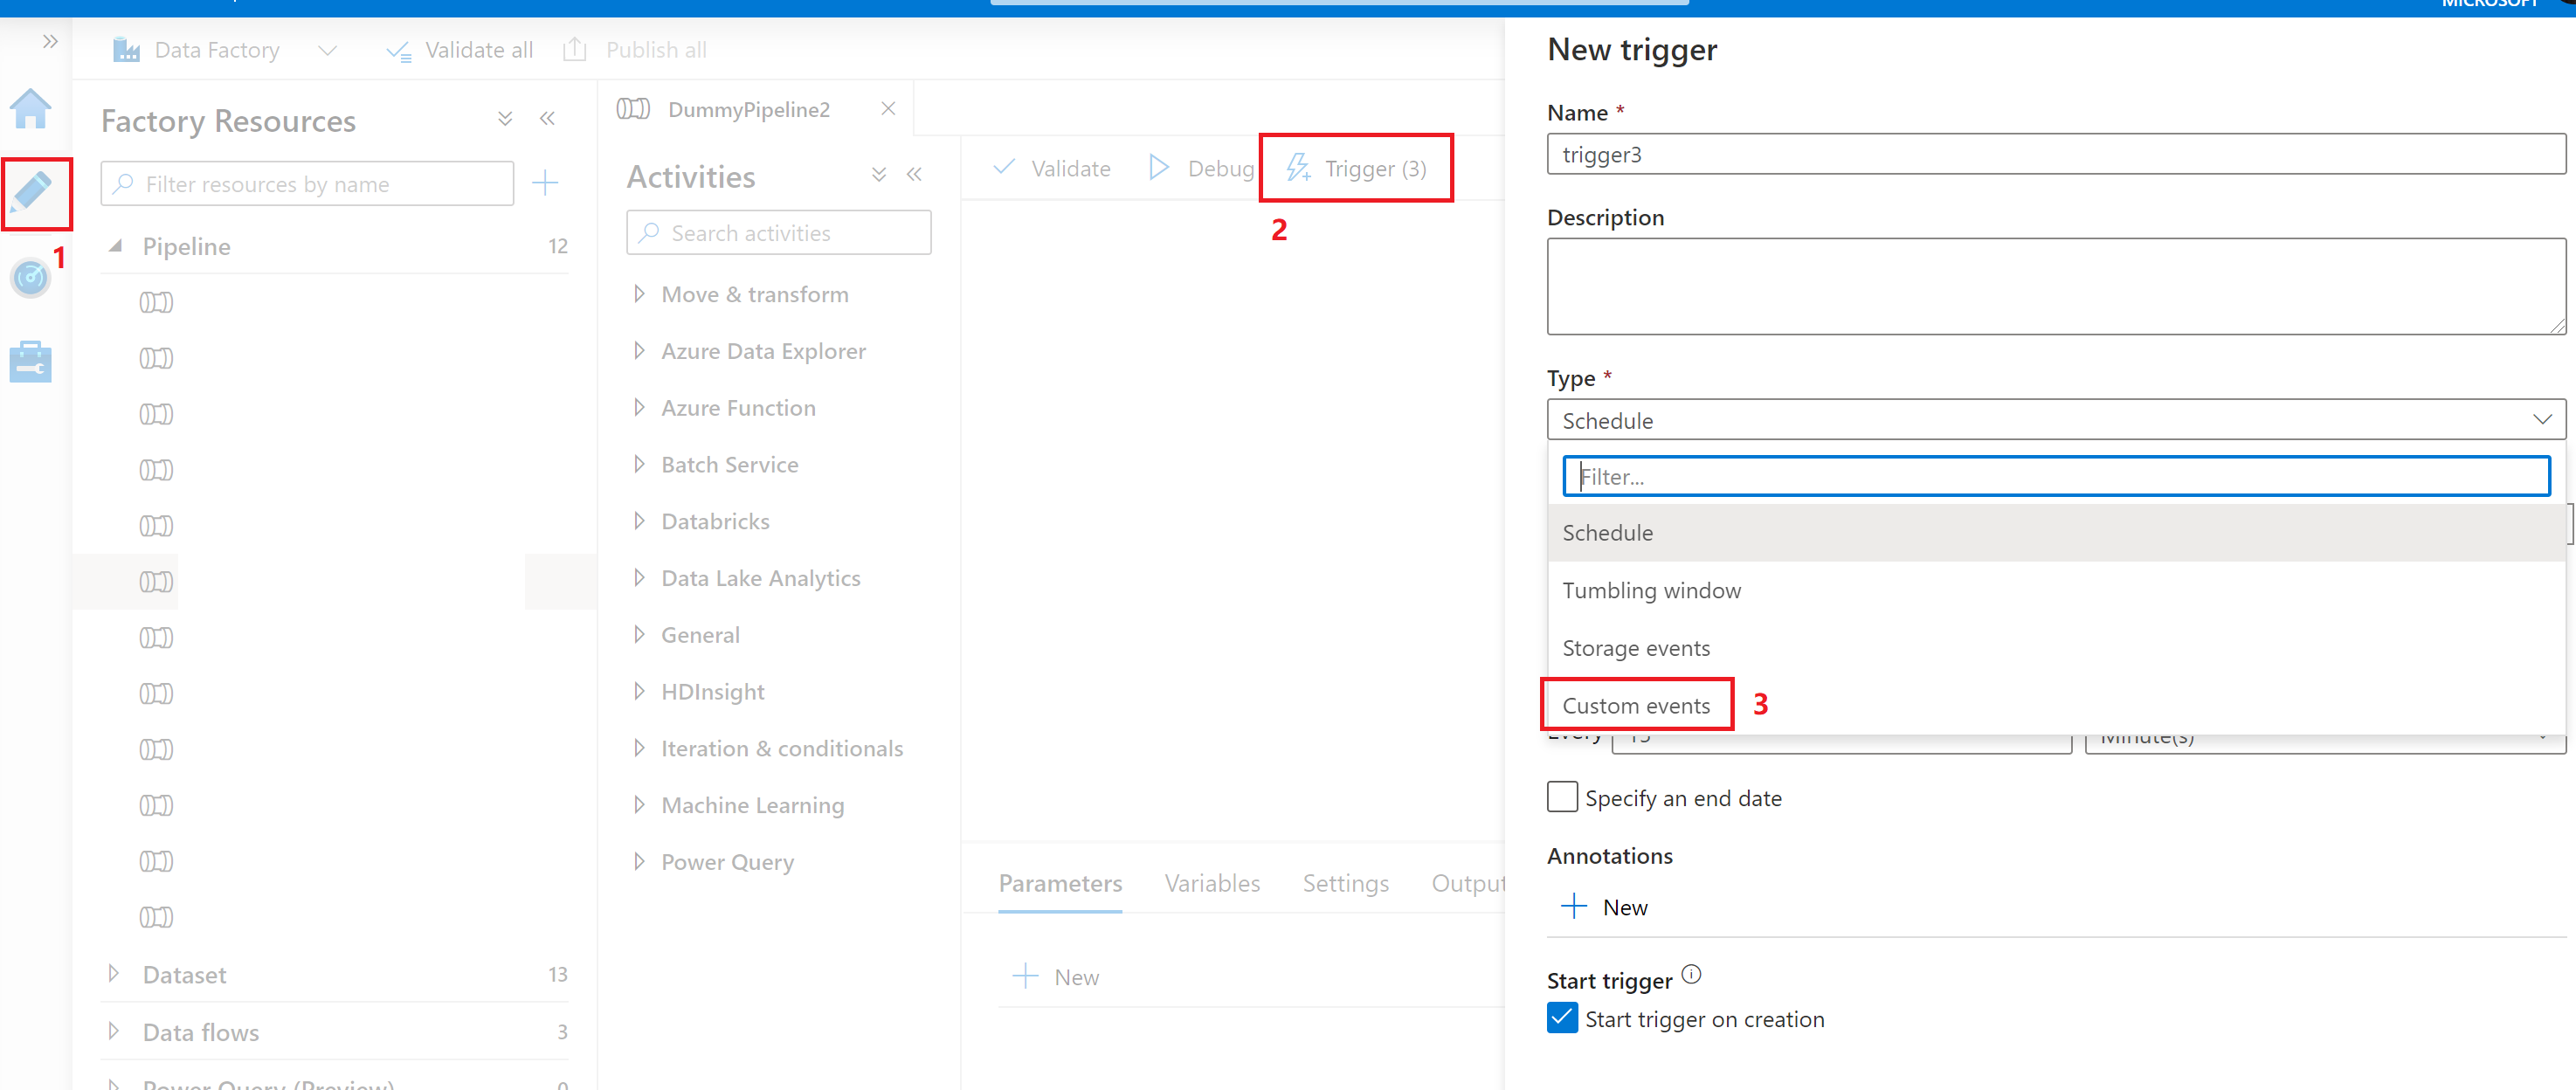 MICROSOFT
Data Factory
Validate all
Publish all
Factory Resources
Filter resources by name
1
Pipeline 12
Dataset 13
Data flows 3
Power Query (Preview) 0
DummyPipeline2
Activities
Search activities
Move & transform
Azure Data Explorer
Azure Function
Batch Service
Databricks
Data Lake Analytics
General
HDInsight
Iteration & conditionals
Machine Learning
Power Query
Validate
Debug
Trigger (3)
2
Parameters
Variables
Settings
Output
New
New trigger
Name *
trigger3
Description
Type *
Schedule
Filter...
Schedule
Tumbling window
Storage events
Custom events
3
Every 15 Minute(s)
Specify an end date
Annotations
New
Start trigger
Start trigger on creation